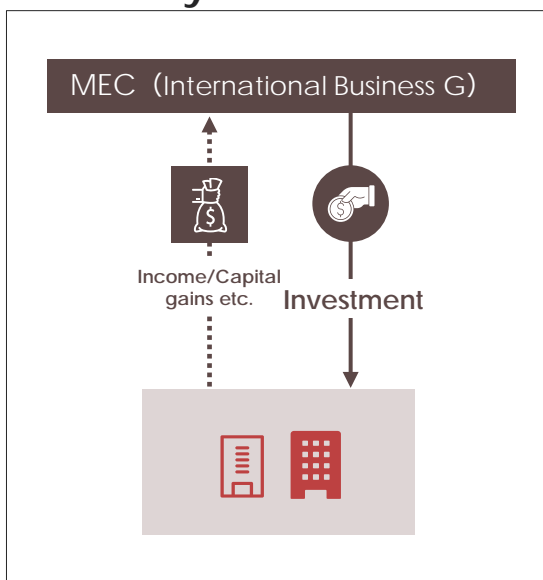 MEC (International Business G)
Income/Capital
gains etc.
Investment